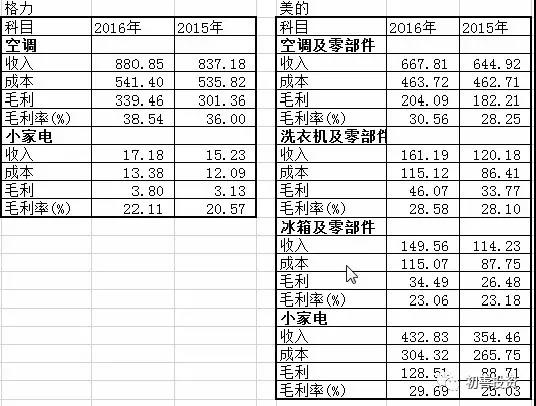 格力
科目 2016年 2015年
空调
收入 880.85 837.18
成本 541.40 535.82
毛利 339.46 301.36
毛利率(%) 38.54 36.00
小家电
收入 17.18 15.23
成本 13.38 12.09
毛利 3.80 3.13
毛利率(%) 22.11 20.57
美的
科目 2016年 2015年
空调及零部件
收入 667.81 644.92
成本 463.72 462.71
毛利 204.09 182.21
毛利率(%) 30.56 28.25
洗衣机及零部件
收入 161.19 120.18
成本 115.12 86.41
毛利 46.07 33.77
毛利率(%) 28.58 28.10
冰箱及零部件
收入 149.56 114.23
成本 115.07 87.75
毛利 34.49 26.48
毛利率(%) 23.06 23.18
小家电
收入 432.83 354.46
成本 304.32 265.75
毛利 128.51 88.71
毛利率(%) 29.69 25.03
初善投资